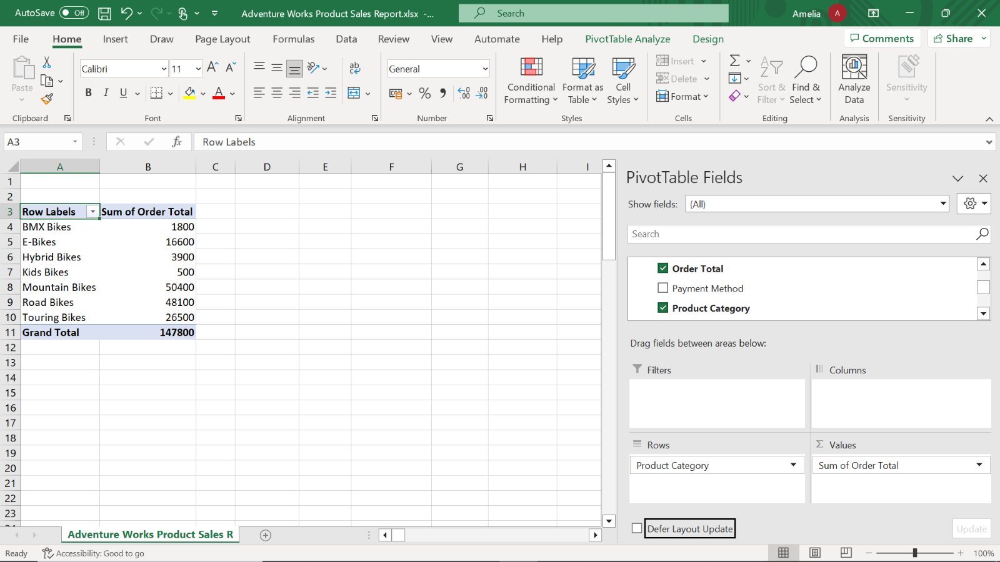 AutoSave Off Adventure Works Product Sales Report.xlsx -... Search Amelia A
File Home Insert Draw Page Layout Formulas Data Review View Automate Help PivotTable Analyze Design Comments Share
Paste Calibri 11 A A ab General Conditional Formatting Format as Table Cell Styles Insert Delete Format Sort & Filter Find & Select Analyze Data Sensitivity
B I U A % 
Clipboard Font Alignment Number Styles Cells Editing Analysis Sensitivity
A3 fx Row Labels
A B C D E F G H I
1
2
3 Row Labels Sum of Order Total
4 BMX Bikes 1800
5 E-Bikes 16600
6 Hybrid Bikes 3900
7 Kids Bikes 500
8 Mountain Bikes 50400
9 Road Bikes 48100
10 Touring Bikes 26500
11 Grand Total 147800
12
13
14
15
16
17
18
19
20
21
22
23
PivotTable Fields
Show fields: (All)
Search
Order Total
Payment Method
Product Category
Drag fields between areas below:
Filters Columns
Rows Values
Product Category Sum of Order Total
Defer Layout Update Update
Adventure Works Product Sales R
Ready Accessibility: Good to go 100%